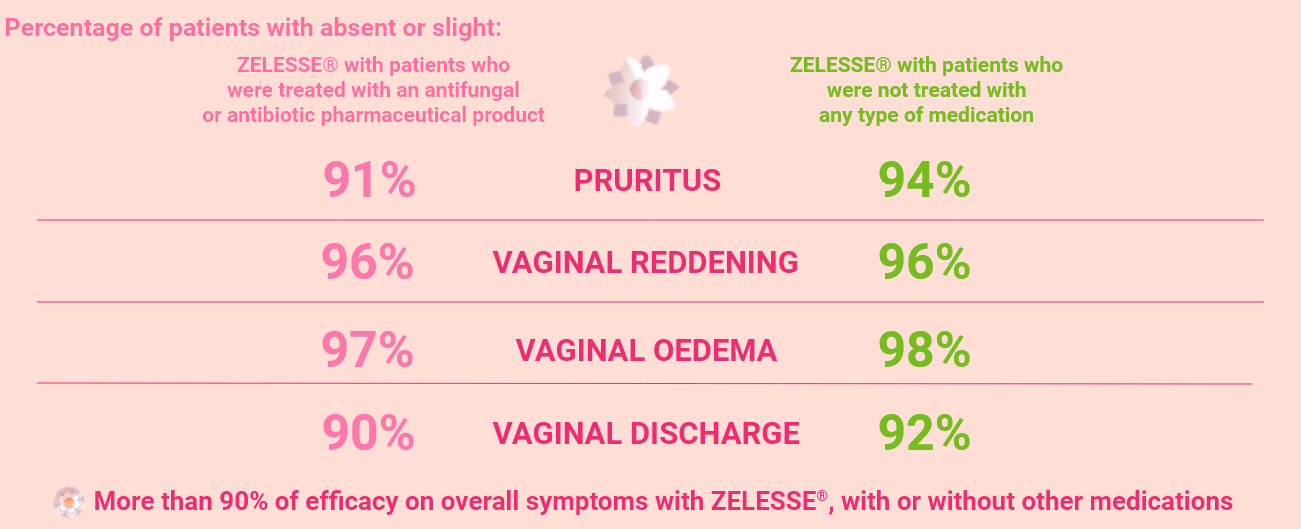 Percentage of patients with absent or slight:
ZELESSE® with patients who
were treated with an antifungal
or antibiotic pharmaceutical product
ZELESSE® with patients who
were not treated with
any type of medication
91% PRURITUS 94%
96% VAGINAL REDDENING 96%
97% VAGINAL OEDEMA 98%
90% VAGINAL DISCHARGE 92%
More than 90% of efficacy on overall symptoms with ZELESSE®, with or without other medications